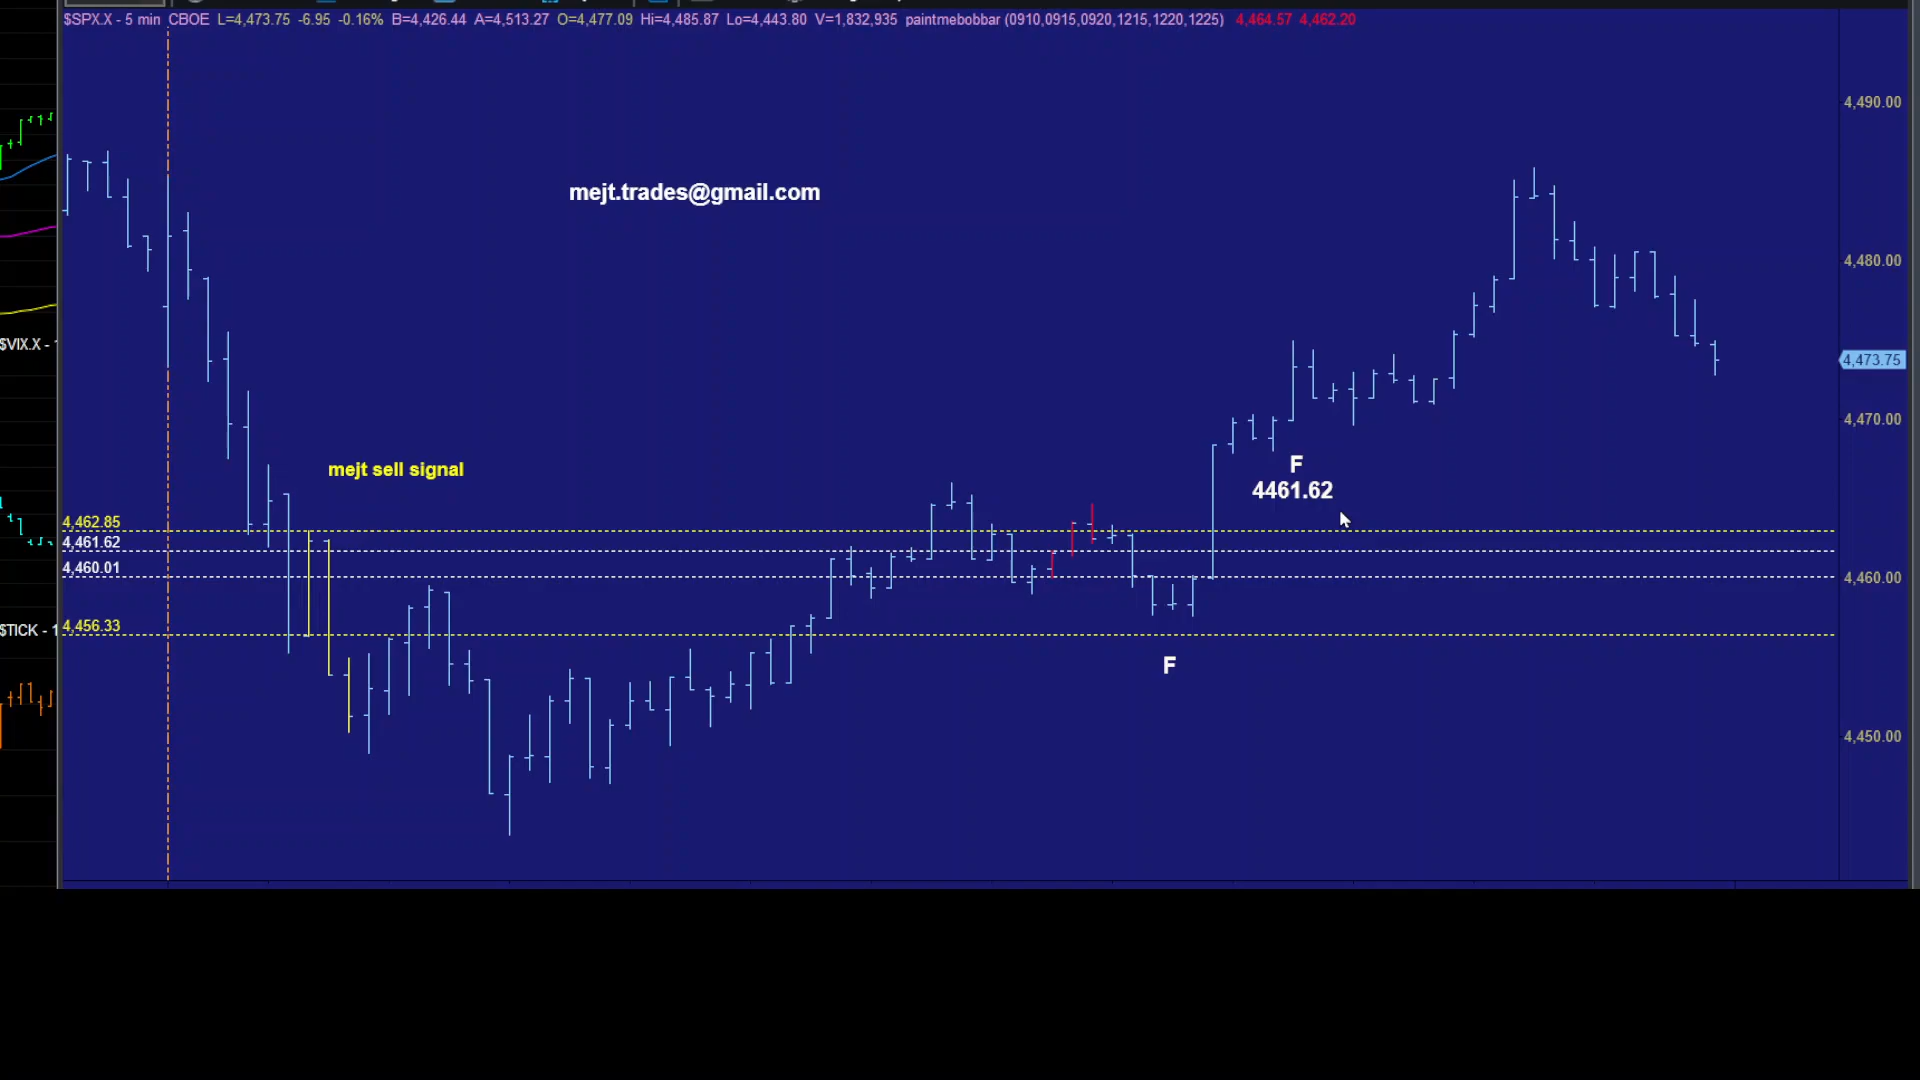 $SPX.X - 5 min CBOE L=4,473.75 -6.95 -0.16% B=4,426.44 A=4,513.27 O=4,477.09 Hi=4,485.87 Lo=4,443.80 V=1,832,935 paintmebobbar (0910,0915,0920,1215,1220,1225) 4,464.57 4,462.20
4,490.00
mejt.trades@gmail.com
4,480.00
$VIX.X -
4,473.75
4,470.00
mejt sell signal
F
4461.62
4,462.85
4,461.62
4,460.01
4,460.00
$TICK - 1
4,456.33
F
4,450.00